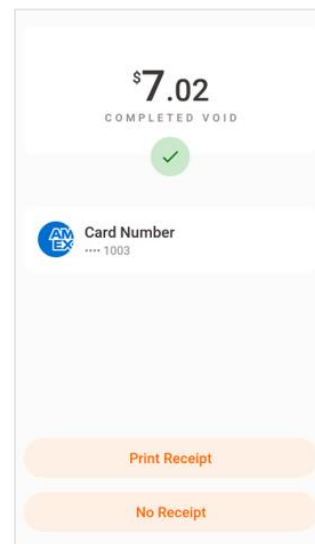 $7.02
COMPLETED VOID
AM
EX
Card Number
•••• 1003
Print Receipt
No Receipt